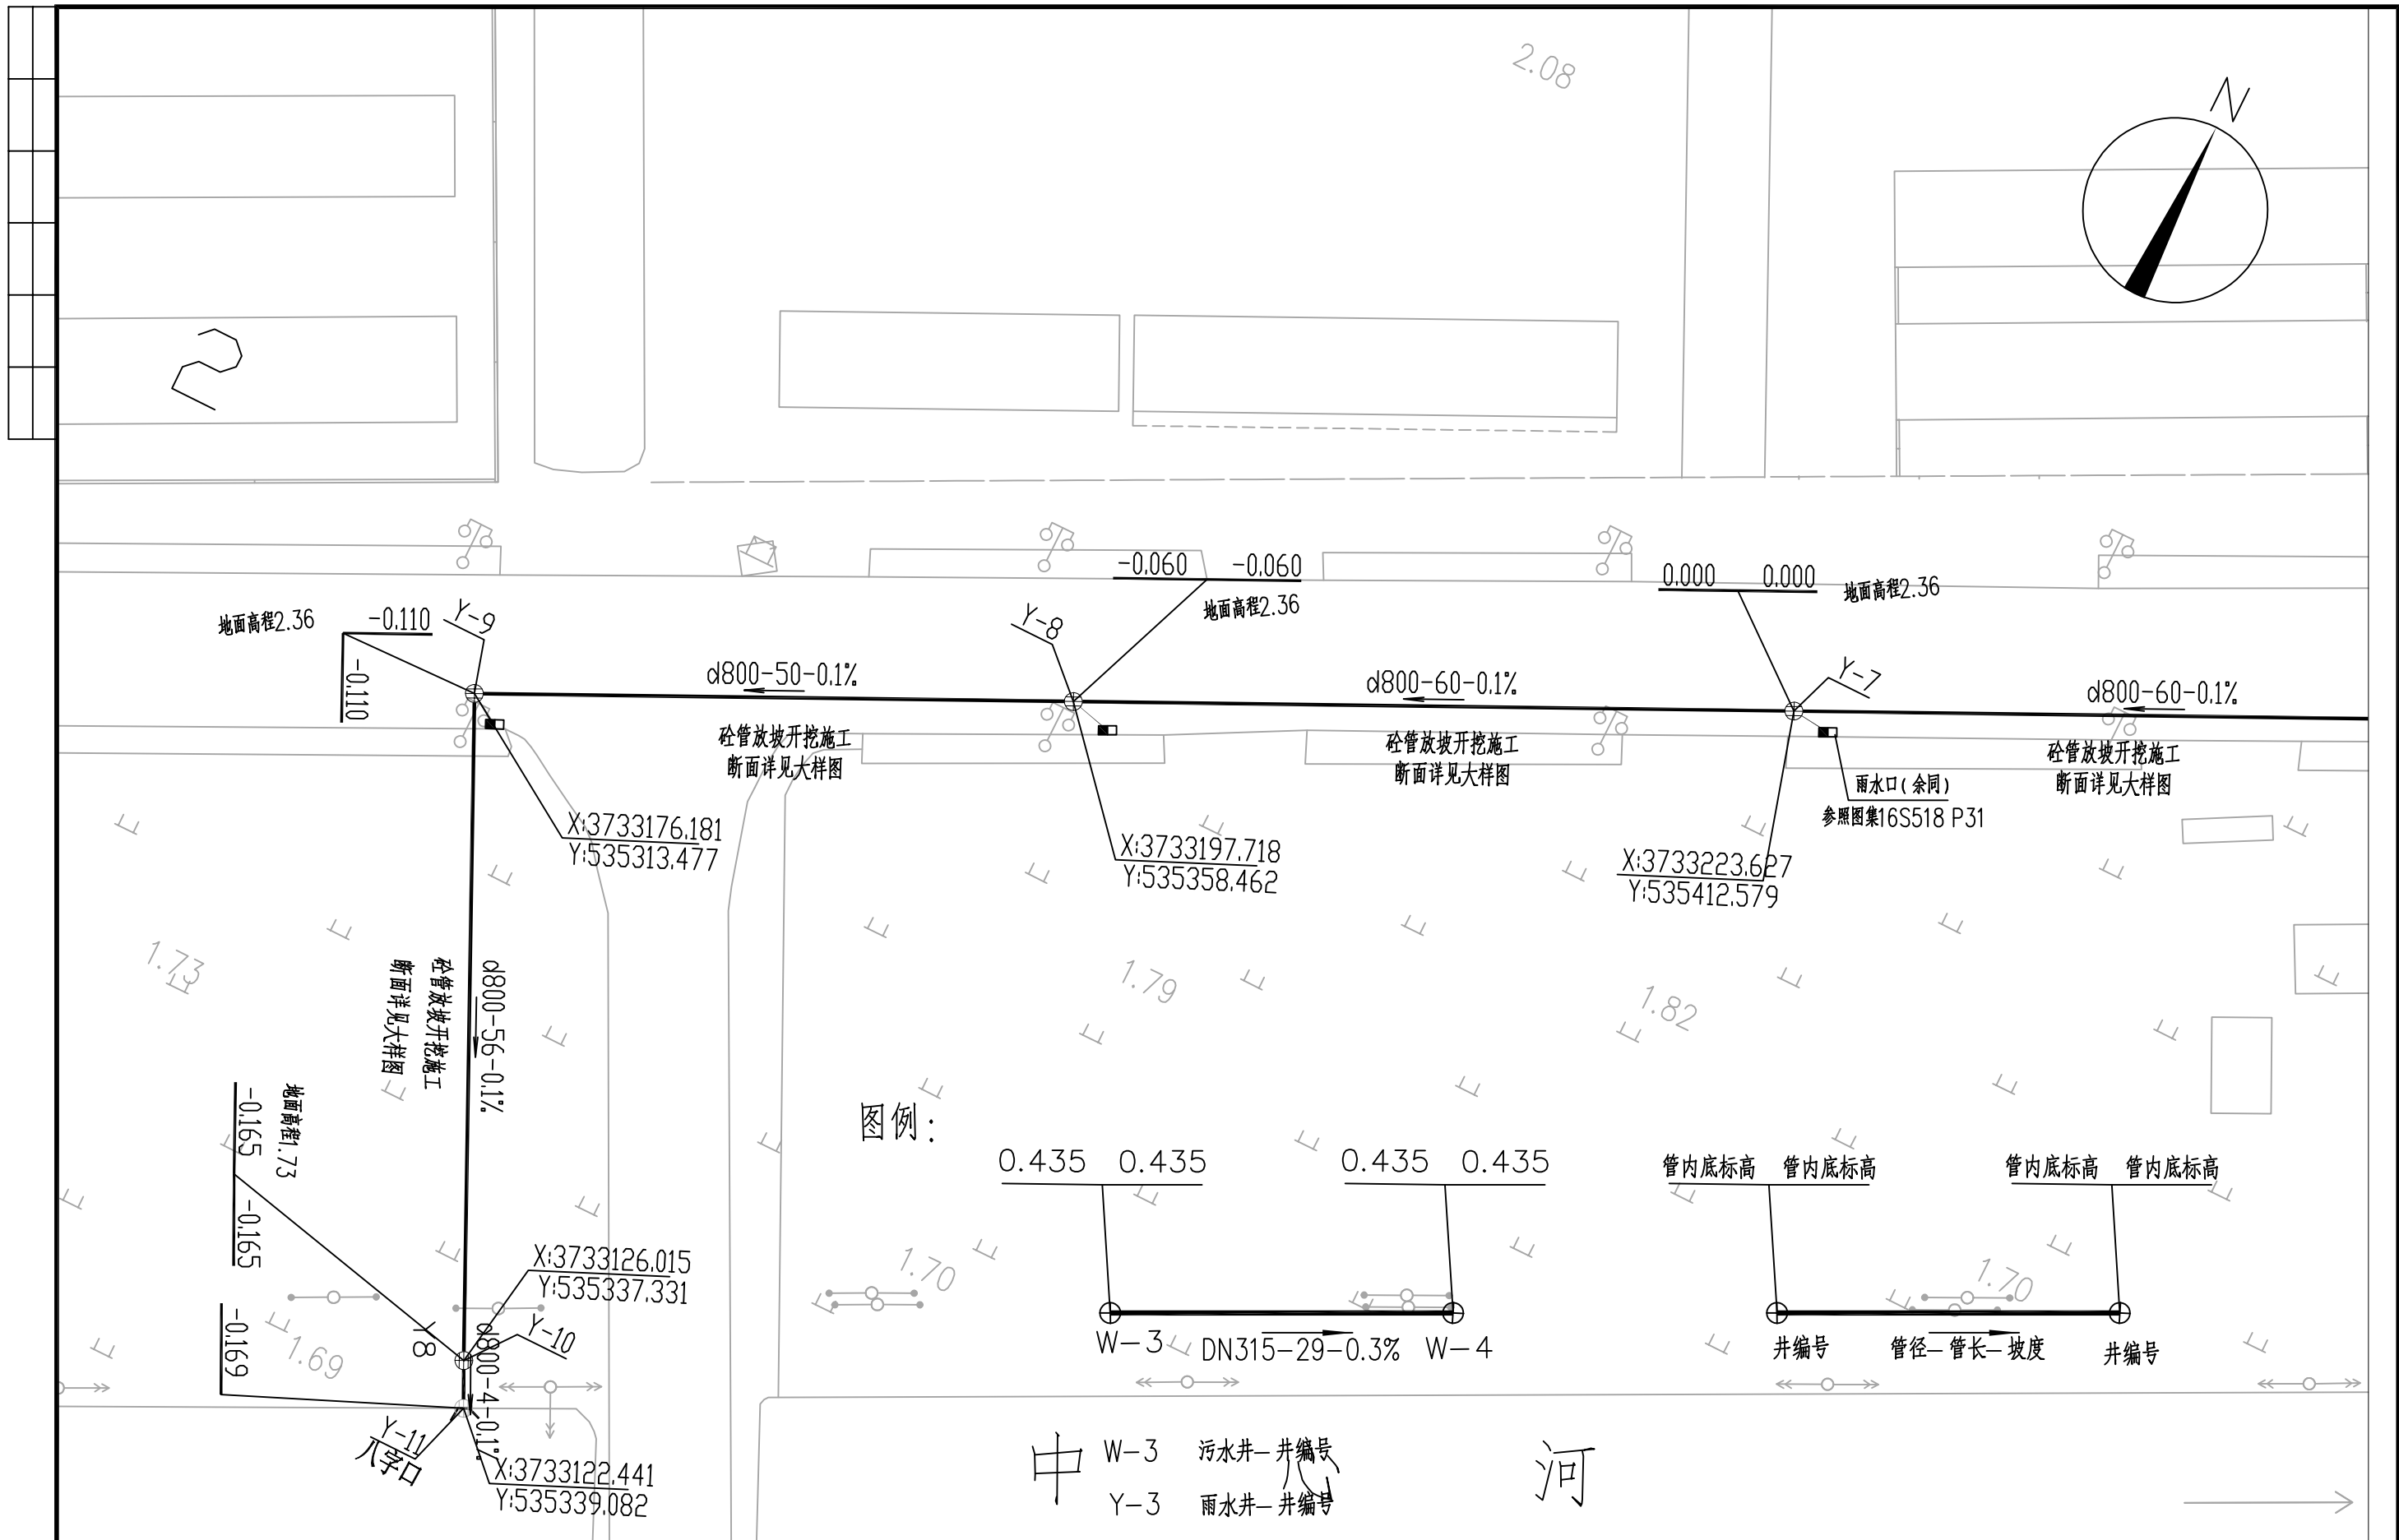 2.08
N
-0.060 -0.060
地面高程2.36
0.000 0.000
地面高程2.36
地面高程2.36
-0.110
-0.110
Y-9
Y-8
Y-7
d800-50-0.1%
d800-60-0.1%
d800-60-0.1%
砼管放坡开挖施工
断面详见大样图
砼管放坡开挖施工
断面详见大样图
砼管放坡开挖施工
断面详见大样图
雨水口(余同)
参照图集16S518 P31
X:3733176.181
Y:535313.477
X:3733197.718
Y:535358.462
X:3733223.627
Y:535412.579
1.73
1.79
1.82
砼管放坡开挖施工
断面详见大样图
d800-56-0.1%
地面高程1.73
-0.165
-0.165
-0.169
图例:
0.435 0.435
0.435 0.435
管内底标高 管内底标高
管内底标高 管内底标高
X:3733126.015
Y:535337.331
1.70
1.70
1.69
Y8
Y-10
d800-4-0.1%
W-3
DN315-29-0.3%
W-4
井编号
管径-管长-坡度
井编号
Y-11
八字口
X:3733122.441
Y:535339.082
中心河
W-3 污水井-井编号
Y-3 雨水井-井编号